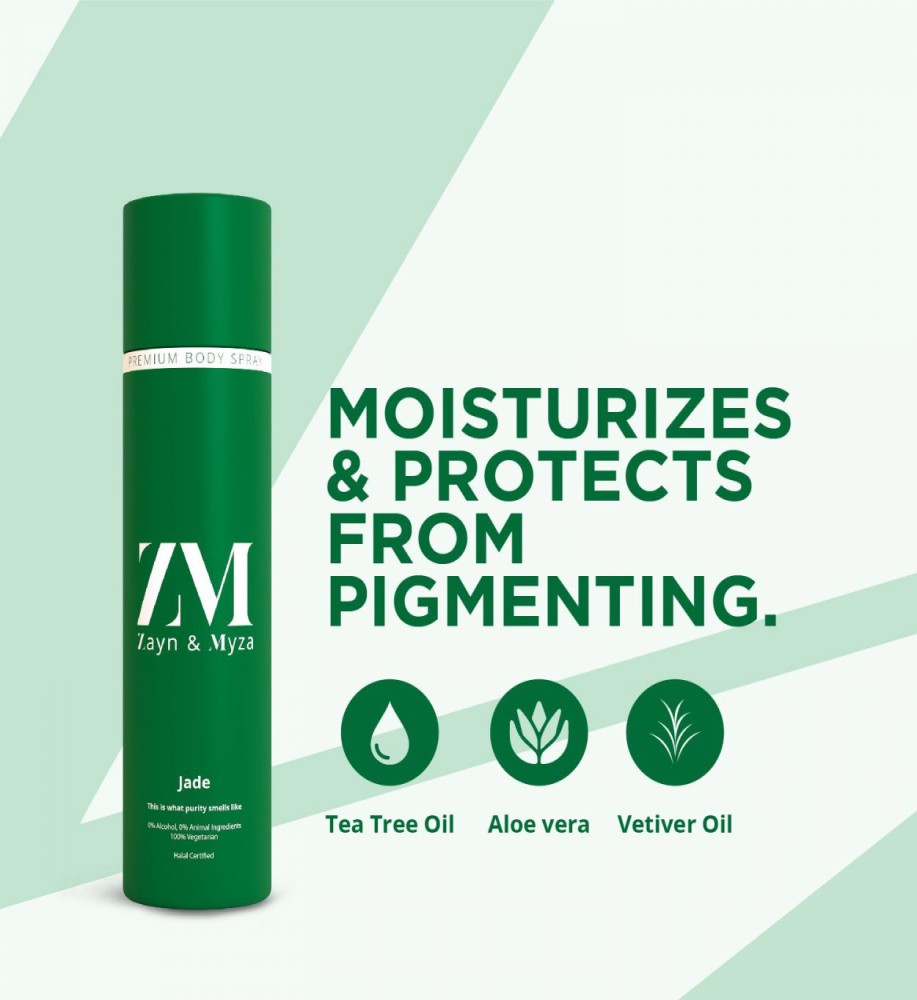 PREMIUM BODY SPRAY
ZM
Zayn & Myza
Jade
This is what purity smells like
0% Alcohol, 0% Animal Ingredients
100% Vegetarian
Halal Certified
MOISTURIZES
& PROTECTS
FROM
PIGMENTING.
Tea Tree Oil Aloe vera Vetiver Oil